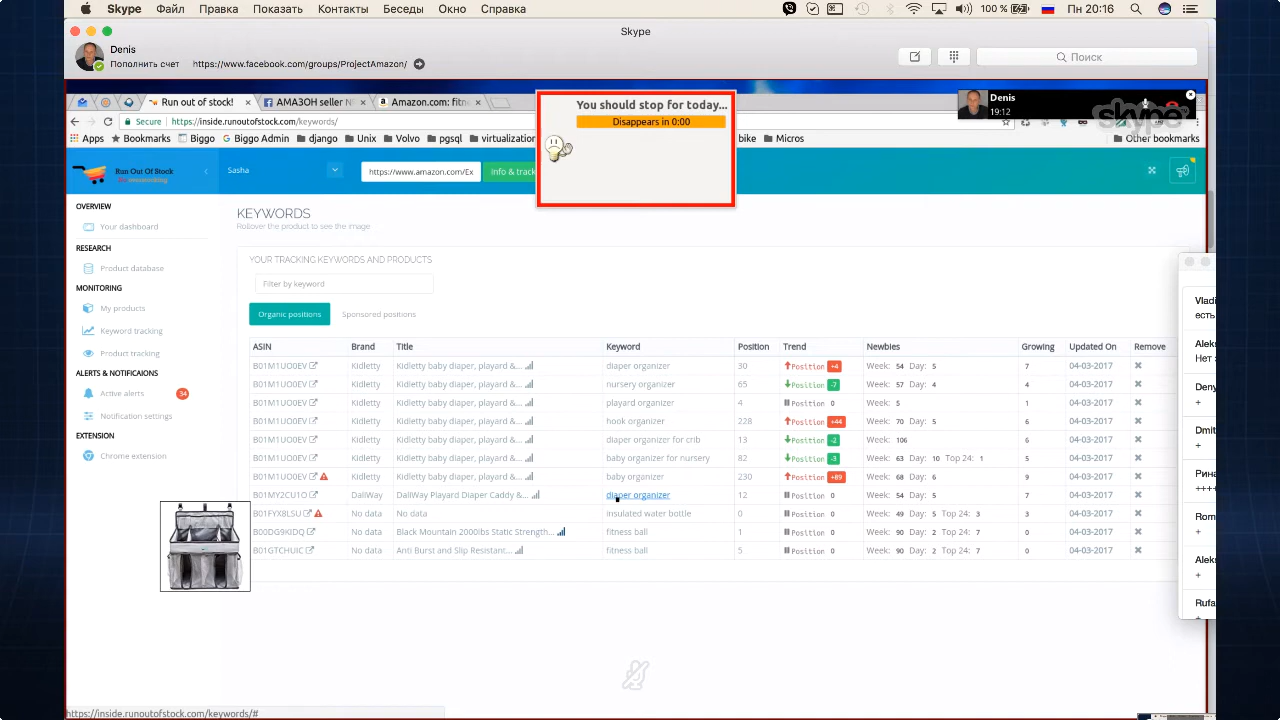 Skype Файл Правка Показать Контакты Беседы Окно Справка 100 % Пн 20:16
Skype
Denis
Пополнить счет https://www.facebook.com/groups/ProjectAmazon/
Поиск
Run out of stock! АМАЗОН seller Amazon.com: fitne
You should stop for today...
Disappears in 0:00
Denis
19:12
skype
Secure https://inside.runoutofstock.com/keywords/
Apps Bookmarks Biggo Biggo django Unix Volvo pgsql virtualization Bike Micros Other bookmarks
Run Out Of Stock
Sasha
https://www.amazon.com/Ex
Info & track
OVERVIEW
Your dashboard
RESEARCH
Product database
MONITORING
My products
Keyword tracking
Product tracking
ALERTS & NOTIFICAIONS
Active alerts 34
Notification settings
EXTENSION
Chrome extension
KEYWORDS
Rollover the product to see the image
YOUR TRACKING KEYWORDS AND PRODUCTS
Filter by keyword
Organic positions Sponsored positions
ASIN Brand Title Keyword Position Trend Newbies Growing Updated On Remove
B01M1UO0EV Kidletty Kidletty baby diaper, playard &... diaper organizer 30 Position +4 Week: 54 Day: 5 7 04-03-2017
B01M1UO0EV Kidletty Kidletty baby diaper, playard &... nursery organizer 65 Position -7 Week: 57 Day: 4 4 04-03-2017
B01M1UO0EV Kidletty Kidletty baby diaper, playard &... playard organizer 4 Position 0 Week: 5 1 04-03-2017
B01M1UO0EV Kidletty Kidletty baby diaper, playard &... hook organizer 228 Position +44 Week: 70 Day: 5 6 04-03-2017
B01M1UO0EV Kidletty Kidletty baby diaper, playard &... diaper organizer for crib 13 Position -2 Week: 106 6 04-03-2017
B01M1UO0EV Kidletty Kidletty baby diaper, playard &... baby organizer for nursery 82 Position -3 Week: 63 Day: 10 Top 24: 1 5 04-03-2017
B01M1UO0EV Kidletty Kidletty baby diaper, playard &... baby organizer 230 Position +89 Week: 68 Day: 6 9 04-03-2017
B01MY2CU1O DaliWay DaliWay Playard Diaper Caddy &... diaper organizer 12 Position 0 Week: 54 Day: 5 7 04-03-2017
B01FYX8LSU No data No data insulated water bottle 0 Position 0 Week: 49 Day: 5 Top 24: 3 3 04-03-2017
B00DG9KIDQ No data Black Mountain 2000lbs Static Strength... fitness ball 1 Position 0 Week: 90 Day: 2 Top 24: 7 0 04-03-2017
B01GTCHUIC No data Anti Burst and Slip Resistant... fitness ball 5 Position 0 Week: 90 Day: 2 Top 24: 7 0 04-03-2017
Vladi
есть
Aleks
Нет
Deny
+
Dmit
+
Рина
++++
Rom
+
Aleks
+
Rufa
https://inside.runoutofstock.com/keywords/#